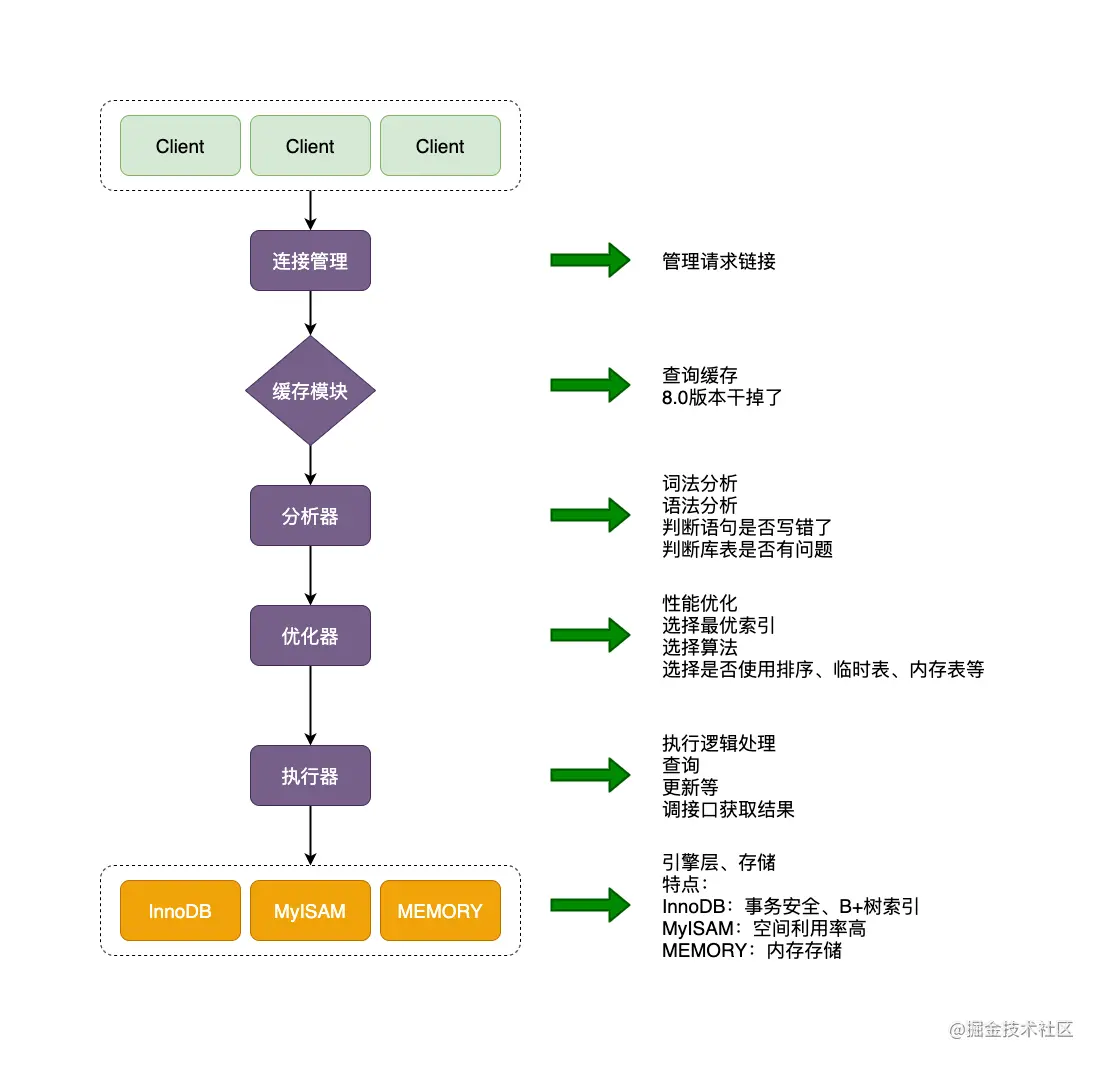 Client
Client
Client
连接管理
管理请求链接
缓存模块
查询缓存
8.0版本干掉了
分析器
词法分析
语法分析
判断语句是否写错了
判断库表是否有问题
优化器
性能优化
选择最优索引
选择算法
选择是否使用排序、临时表、内存表等
执行器
执行逻辑处理
查询
更新等
调接口获取结果
InnoDB
MyISAM
MEMORY
引擎层、存储
特点：
InnoDB：事务安全、B+树索引
MyISAM：空间利用率高
MEMORY：内存存储
@掘金技术社区